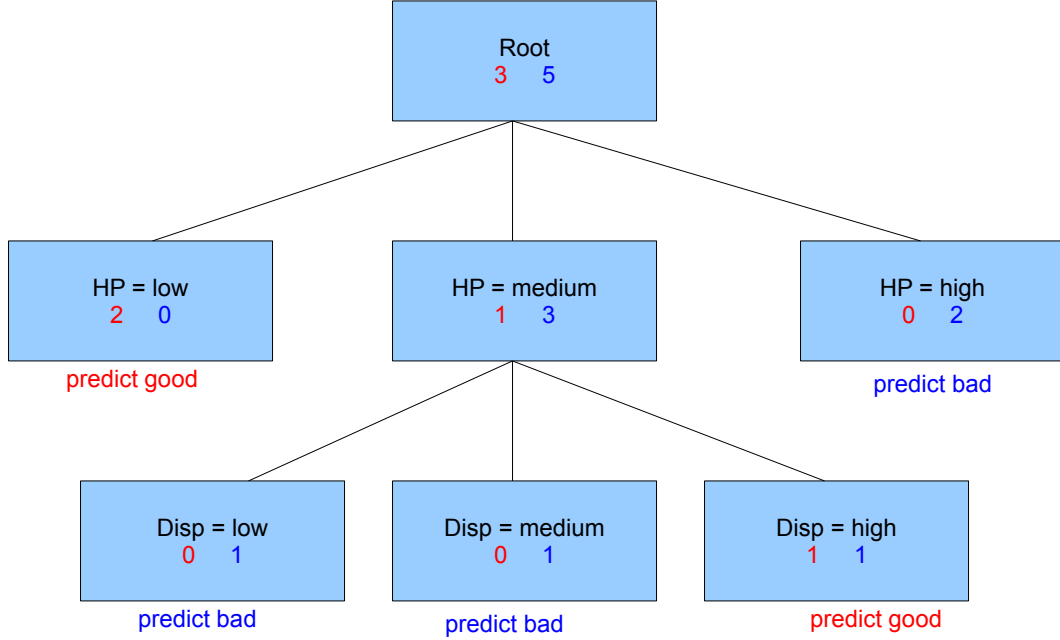 Root
3 5
HP = low
2 0
HP = medium
1 3
HP = high
0 2
predict good
predict bad
Disp = low
0 1
Disp = medium
0 1
Disp = high
1 1
predict bad
predict bad
predict good